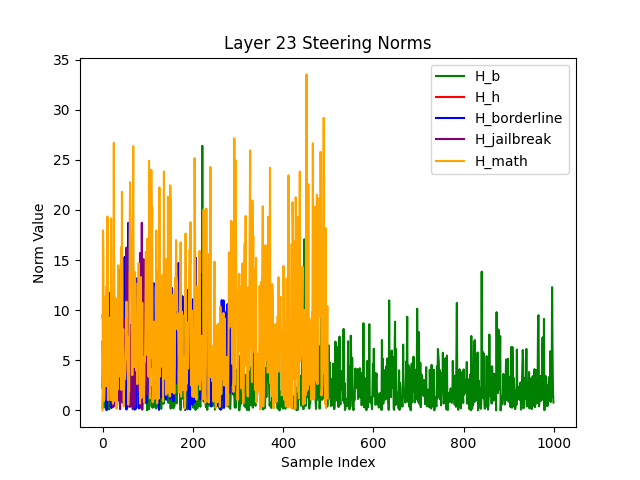 Layer 23 Steering Norms
35
30
25
20
15
10
5
0
Norm Value
H_b
H_h
H_borderline
H_jailbreak
H_math
0
200
400
600
800
1000
Sample Index